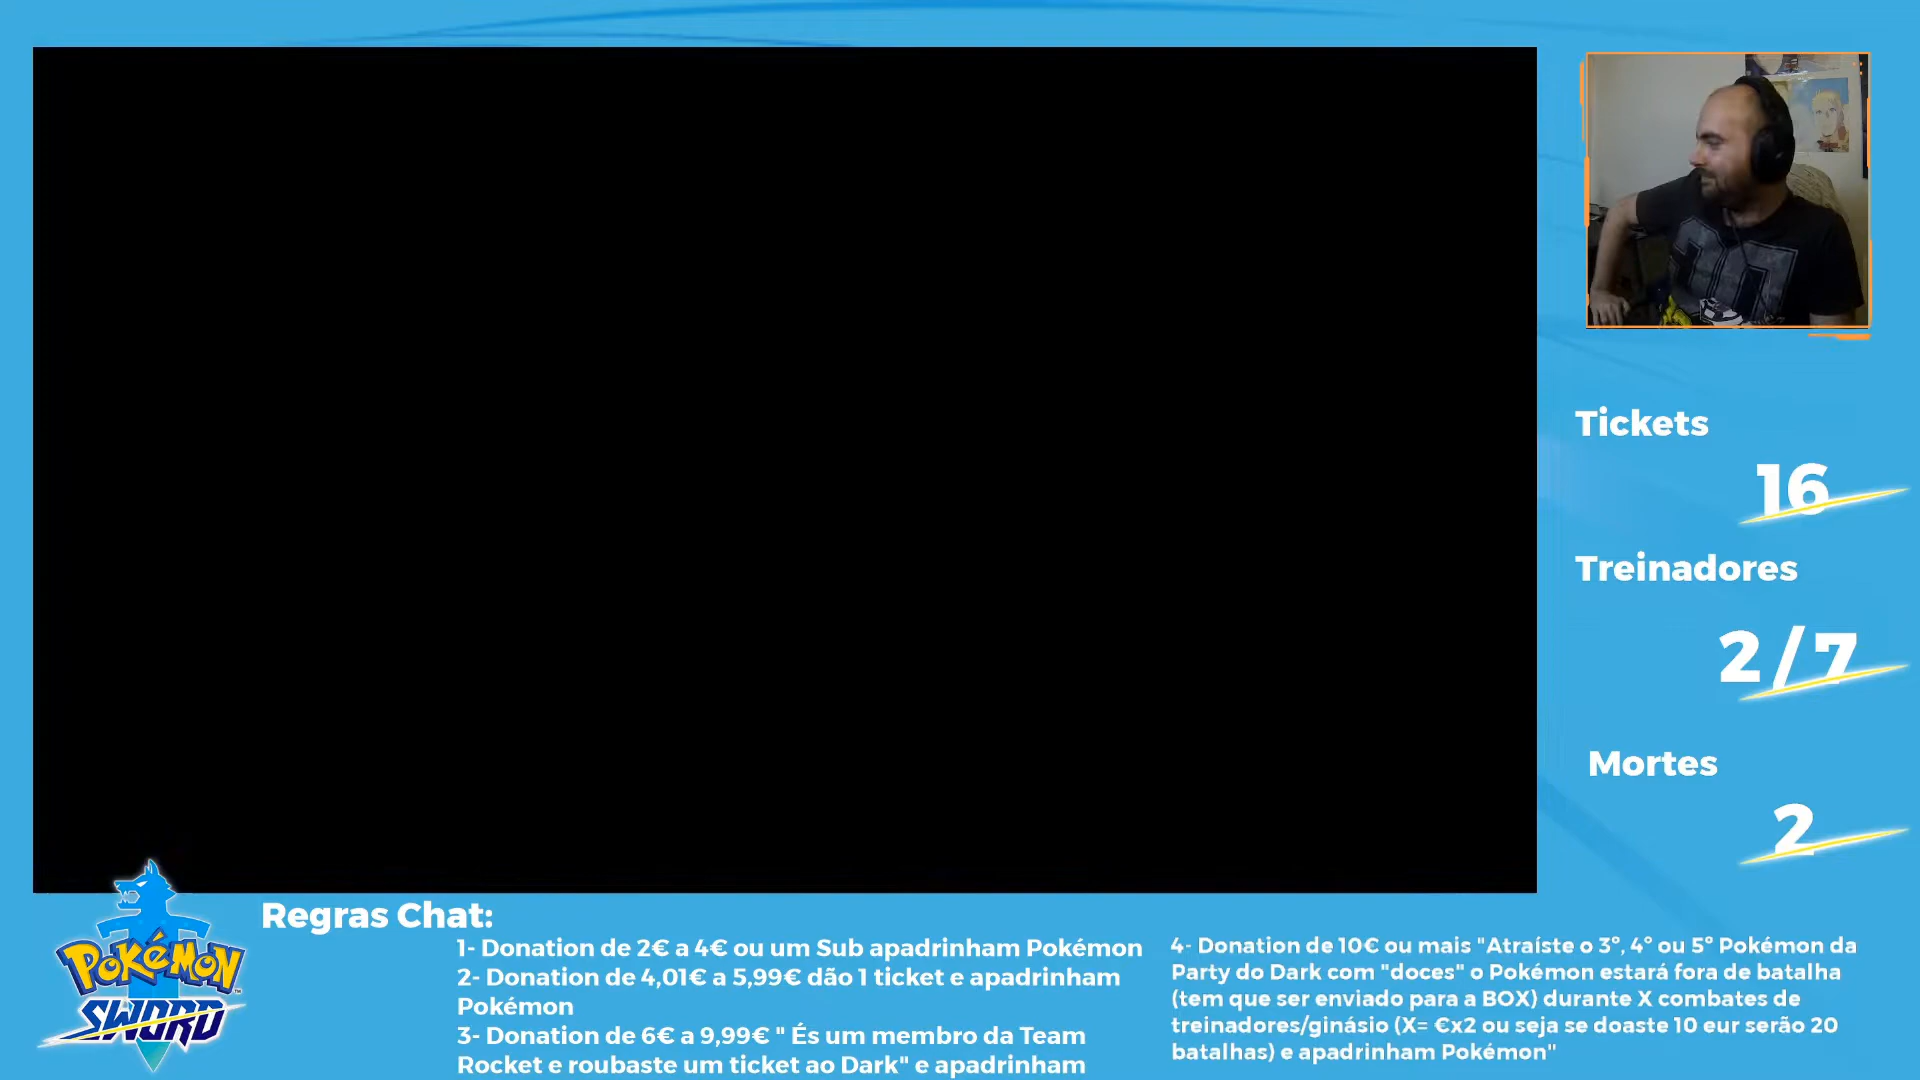 Tickets
16
Treinadores
2/7
Mortes
2
POKÉMON
SWORD
Regras Chat:
1- Donation de 2€ a 4€ ou um Sub apadrinham Pokémon
2- Donation de 4,01€ a 5,99€ dão 1 ticket e apadrinham
Pokémon
3- Donation de 6€ a 9,99€ " És um membro da Team
Rocket e roubaste um ticket ao Dark" e apadrinham
4- Donation de 10€ ou mais "Atraíste o 3º, 4º ou 5º Pokémon da
Party do Dark com "doces" o Pokémon estará fora de batalha
(tem que ser enviado para a BOX) durante X combates de
treinadores/ginásio (X= €x2 ou seja se doaste 10 eur serão 20
batalhas) e apadrinham Pokémon"